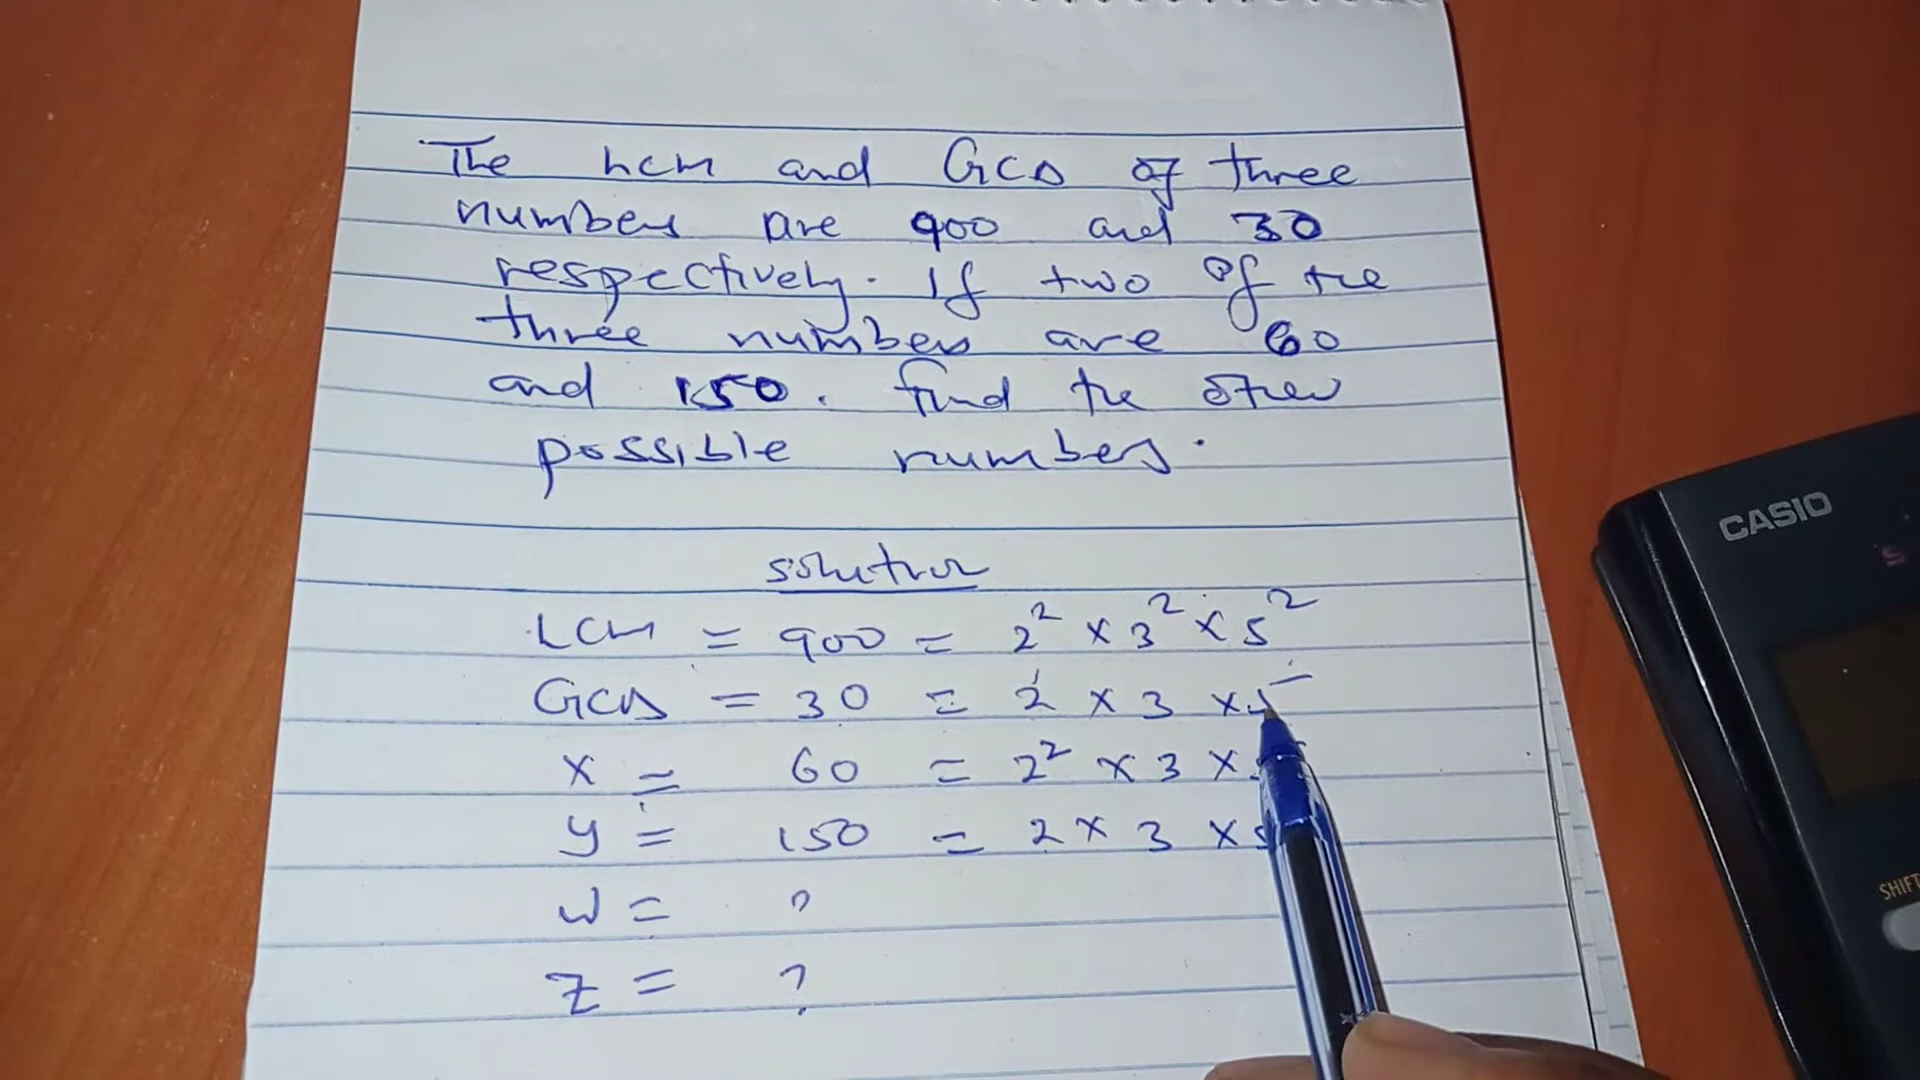 The LCM and GCD of three
numbers are 900 and 30
respectively. If two of the
three numbers are 60
and 150. find the other
possible numbers.
solution
LCM = 900 = 2² × 3² × 5²
GCD = 30 = 2 × 3 × 5
x = 60 = 2² × 3 ×
y = 150 = 2 × 3 × 5
w = ?
z = ?
CASIO
S
SHIFT